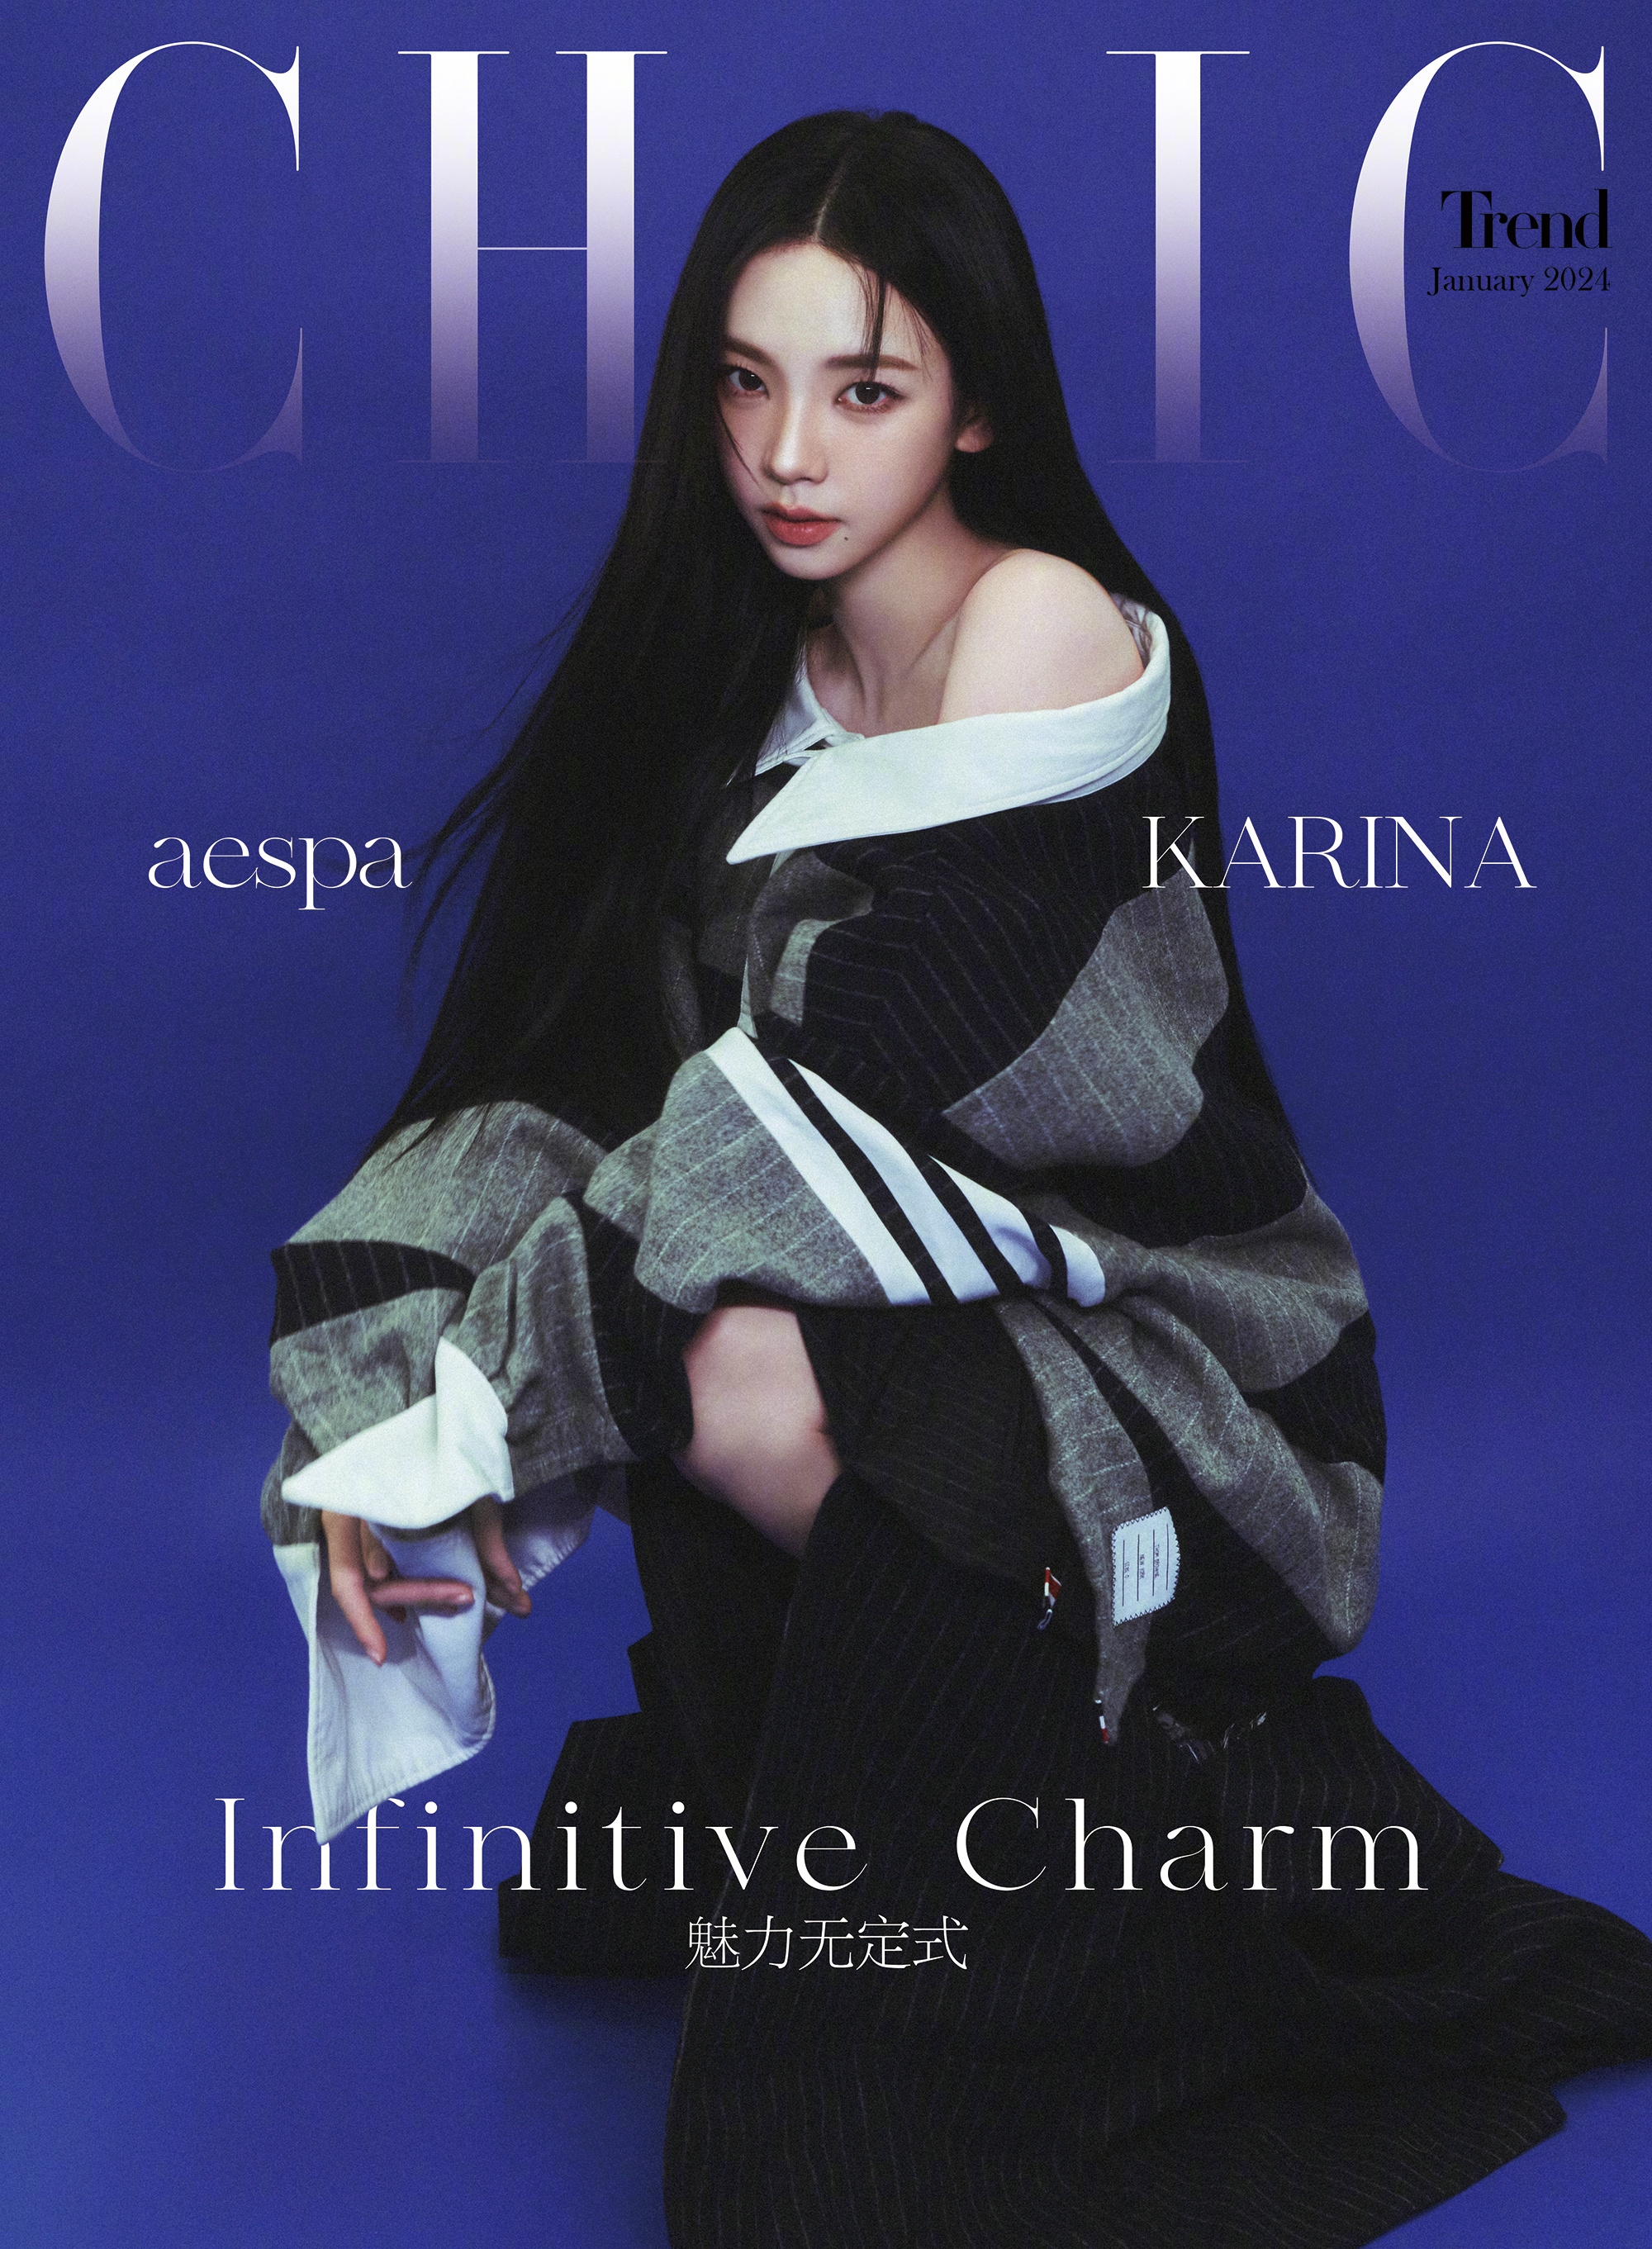 CHIC
Trend
January 2024
aespa
KARINA
Infinitive Charm
魅力无定式